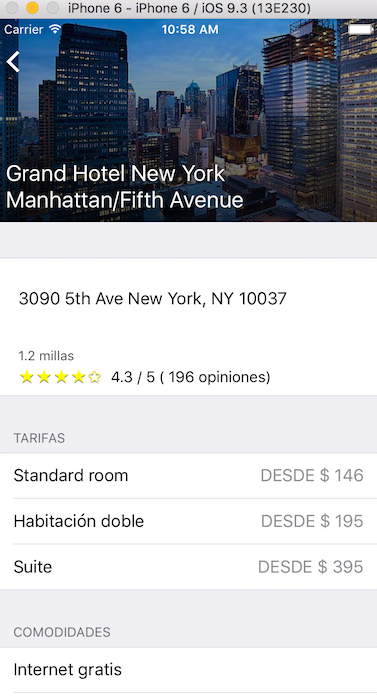 iPhone 6 - iPhone 6 / iOS 9.3 (13E230)
Carrier 10:58 AM
Grand Hotel New York
Manhattan/Fifth Avenue
3090 5th Ave New York, NY 10037
1.2 millas
4.3 / 5 ( 196 opiniones)
TARIFAS
Standard room DESDE $ 146
Habitación doble DESDE $ 195
Suite DESDE $ 395
COMODIDADES
Internet gratis